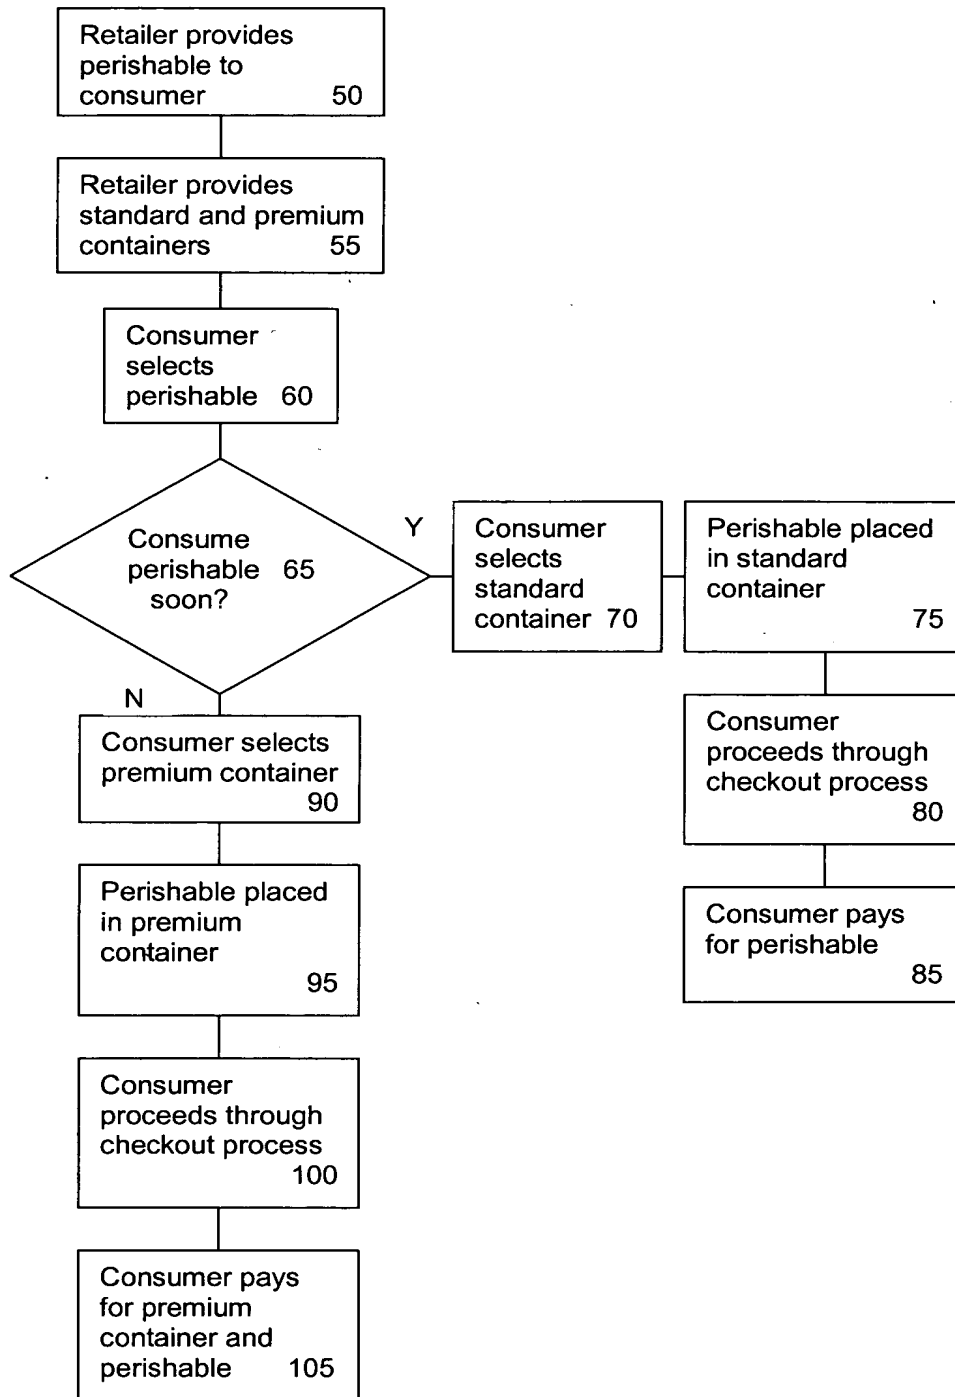 Retailer provides
perishable to
consumer 50
Retailer provides
standard and premium
containers 55
Consumer
selects
perishable 60
Consume
perishable 65
soon?
Y
Consumer
selects
standard
container 70
Perishable placed
in standard
container
75
Consumer
proceeds through
checkout process
80
Consumer pays
for perishable
85
N
Consumer selects
premium container
90
Perishable placed
in premium
container
95
Consumer
proceeds through
checkout process
100
Consumer pays
for premium
container and
perishable 105